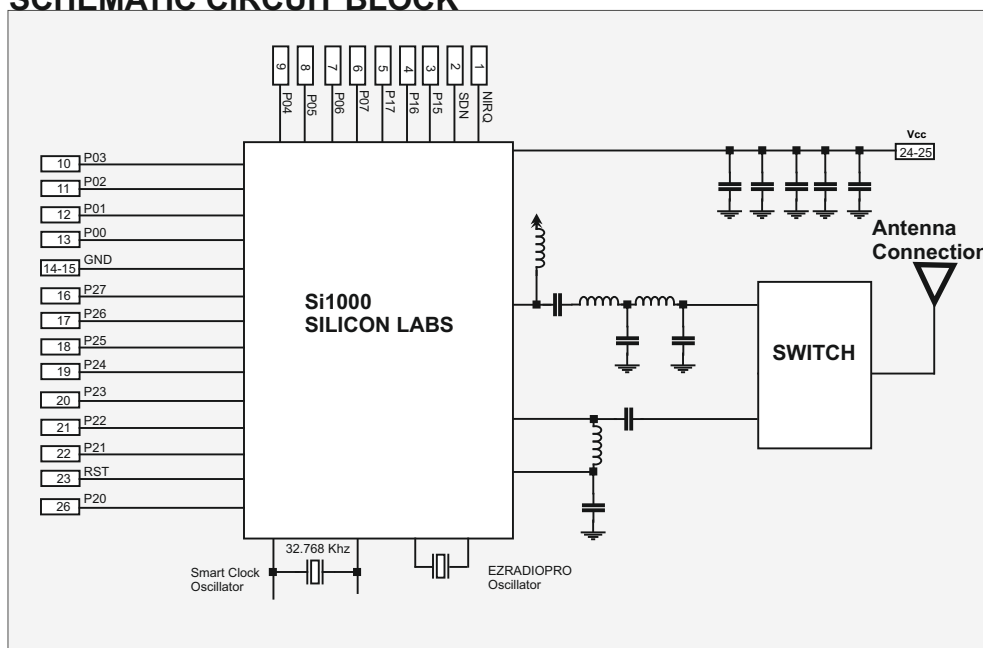 SCHEMATIC CIRCUIT BLOCK
9 8 7 6 5 4 3 2 1
P04 P05 P06 P07 P17 P16 P15 SDN NIRQ
Vcc
24-25
10 P03
11 P02
12 P01
13 P00
14-15 GND
16 P27
17 P26
18 P25
19 P24
20 P23
21 P22
22 P21
23 RST
26 P20
Si1000
SILICON LABS
Antenna
Connection
SWITCH
32.768 Khz
Smart Clock
Oscillator
EZRADIOPRO
Oscillator